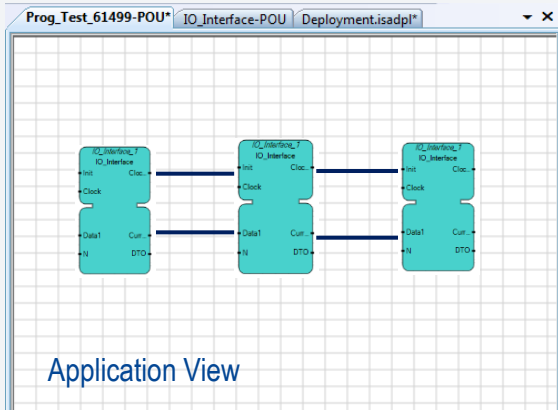 Prog_Test_61499-POU* IO_Interface-POU Deployment.isadpl*
IO_Interface_1
IO_Interface
Init Cloc..
Clock
Data1 Curr..
N DTO
IO_Interface_1
IO_Interface
Init Cloc..
Clock
Data1 Curr..
N DTO
IO_Interface_1
IO_Interface
Init Cloc..
Clock
Data1 Curr..
N DTO
Application View